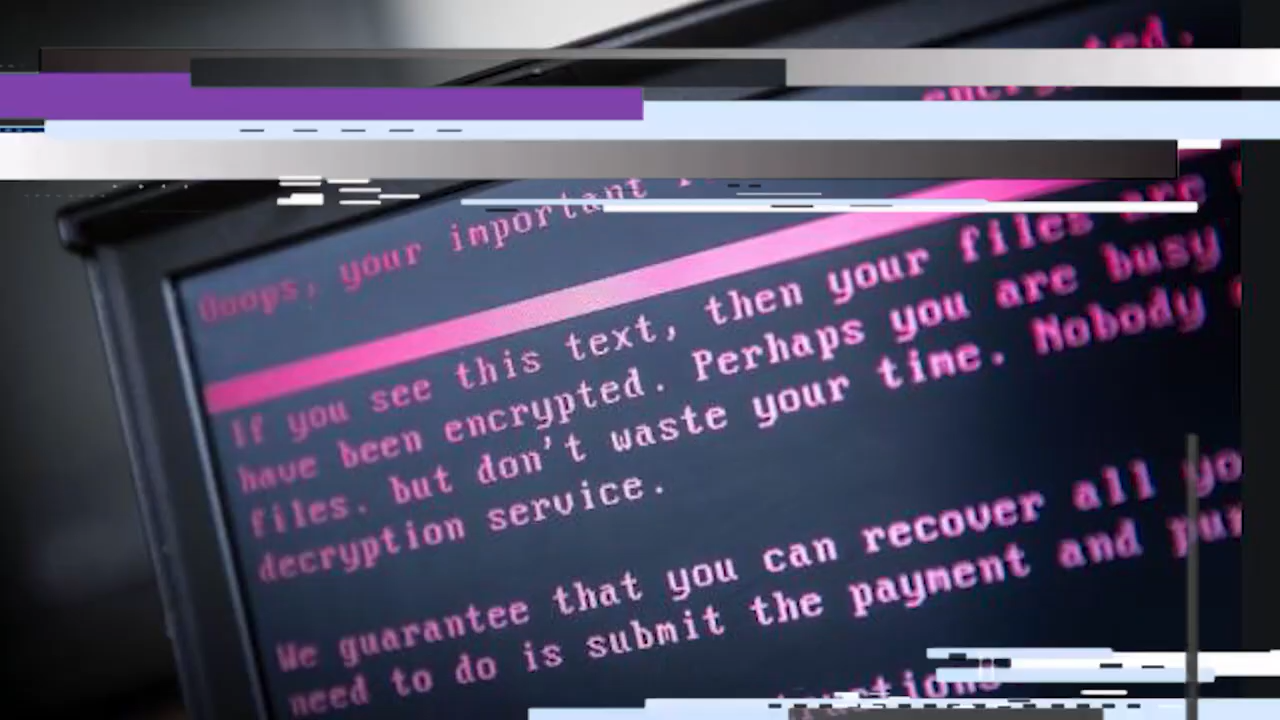 Ooops, your important
If you see this text, then your files are
have been encrypted. Perhaps you are busy
files, but don't waste your time. Nobody
decryption service.
We guarantee that you can recover all
need to do is submit the payment and